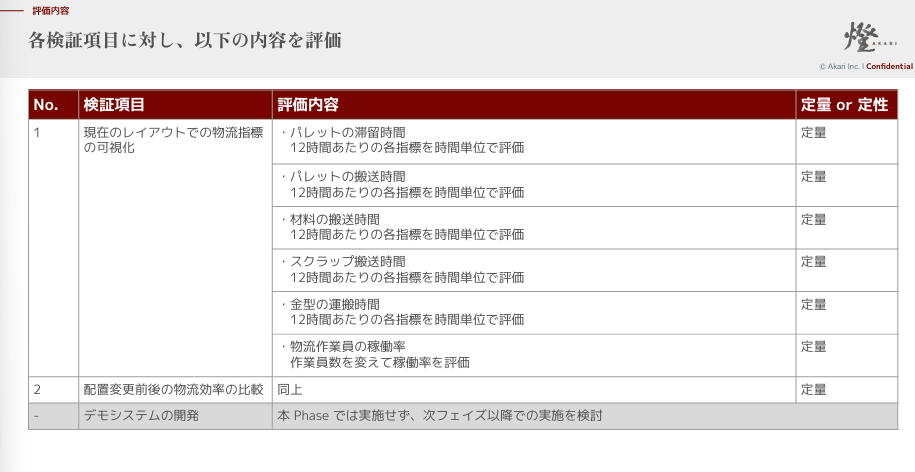 評価内容
各検証項目に対し、以下の内容を評価
燈 AKARI
© Akari Inc. | Confidential
No. 検証項目 評価内容 定量 or 定性
1 現在のレイアウトでの物流指標 ・パレットの滞留時間 定量
の可視化 12時間あたりの各指標を時間単位で評価
・パレットの搬送時間 定量
12時間あたりの各指標を時間単位で評価
・材料の搬送時間 定量
12時間あたりの各指標を時間単位で評価
・スクラップ搬送時間 定量
12時間あたりの各指標を時間単位で評価
・金型の運搬時間 定量
12時間あたりの各指標を時間単位で評価
・物流作業員の稼働率 定量
作業員数を変えて稼働率を評価
2 配置変更前後の物流効率の比較 同上 定量
- デモシステムの開発 本 Phase では実施せず、次フェイズ以降での実施を検討